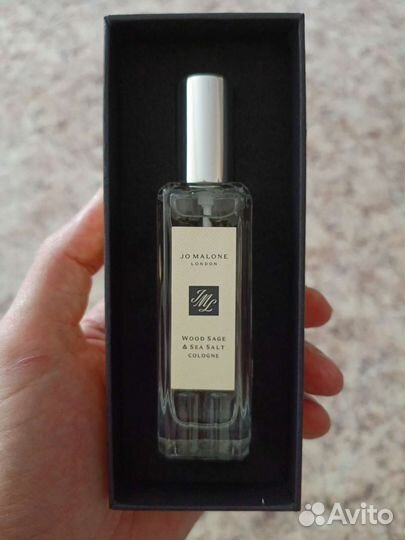 JO MALONE
LONDON
JML
WOOD SAGE
& SEA SALT
COLOGNE
Avito